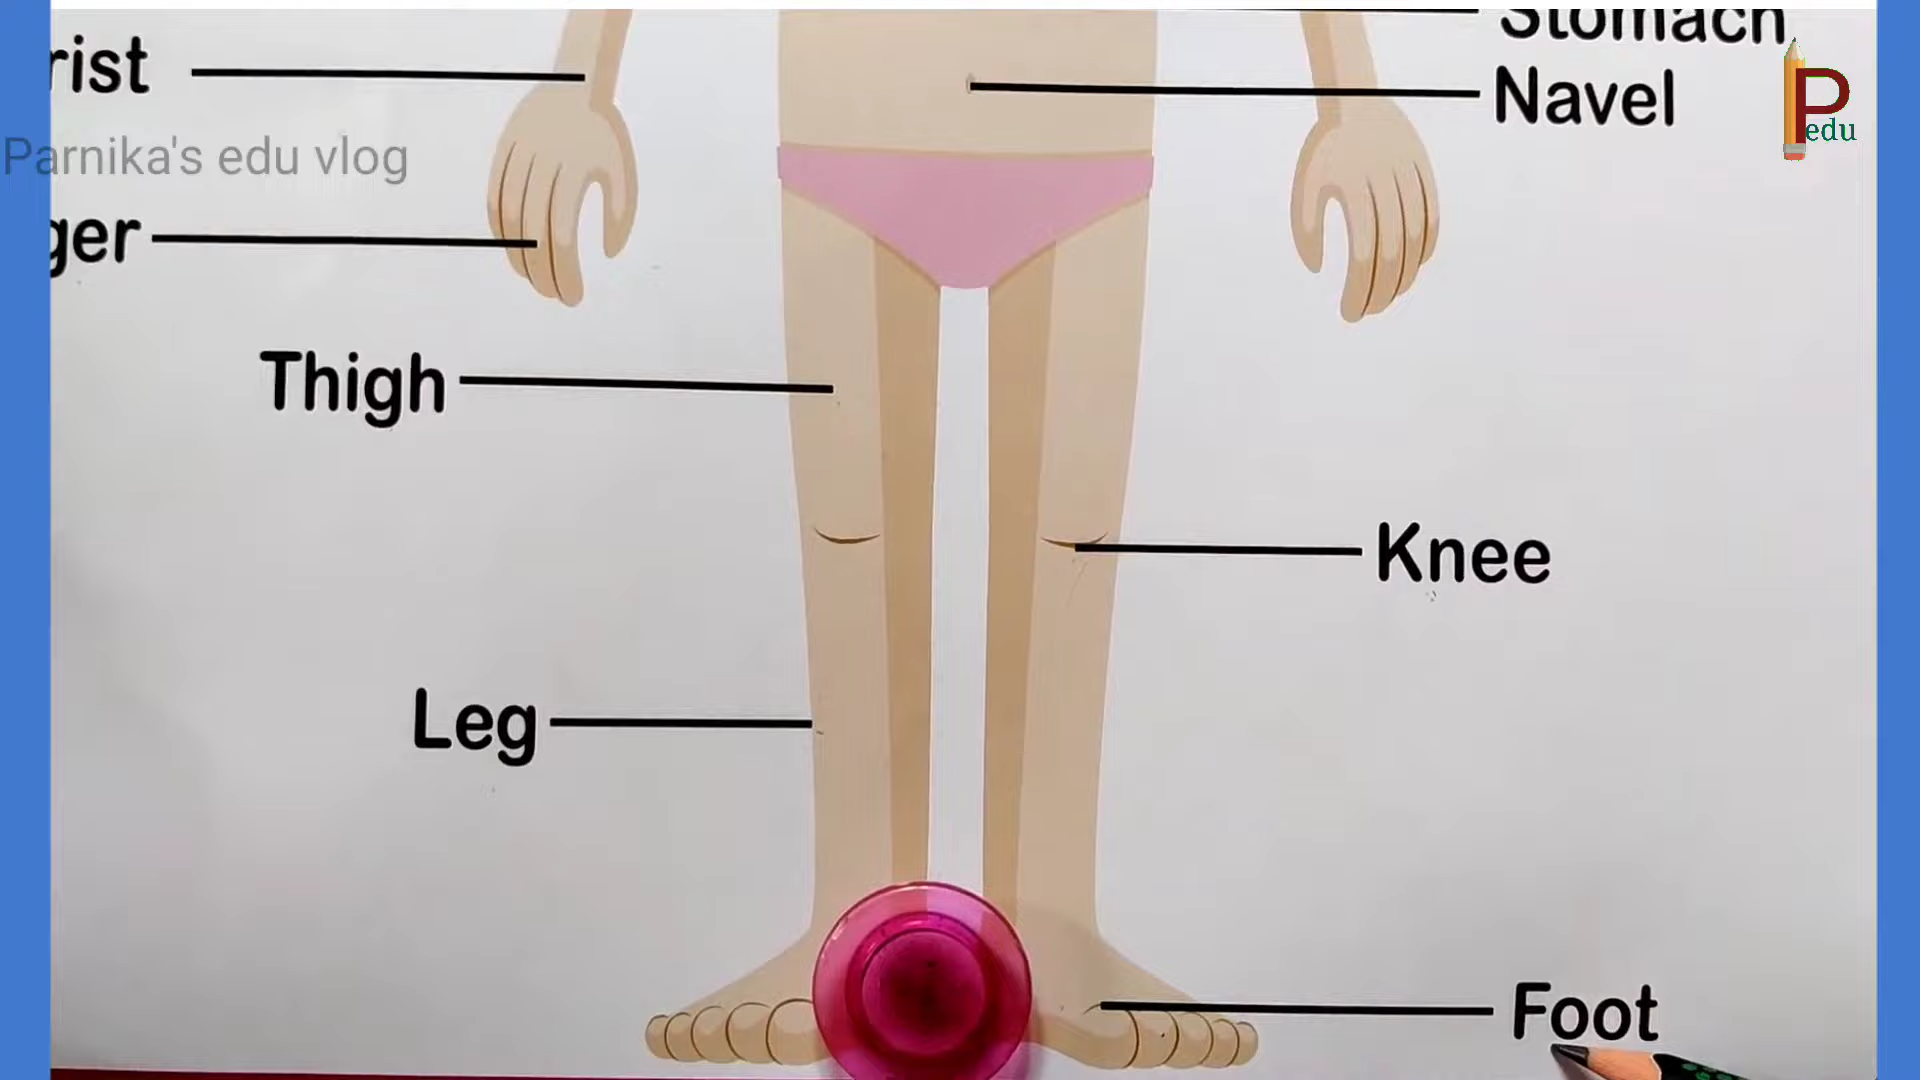 Stomach
rist
Navel
P
edu
Parnika's edu vlog
ger
Thigh
Knee
Leg
Foot